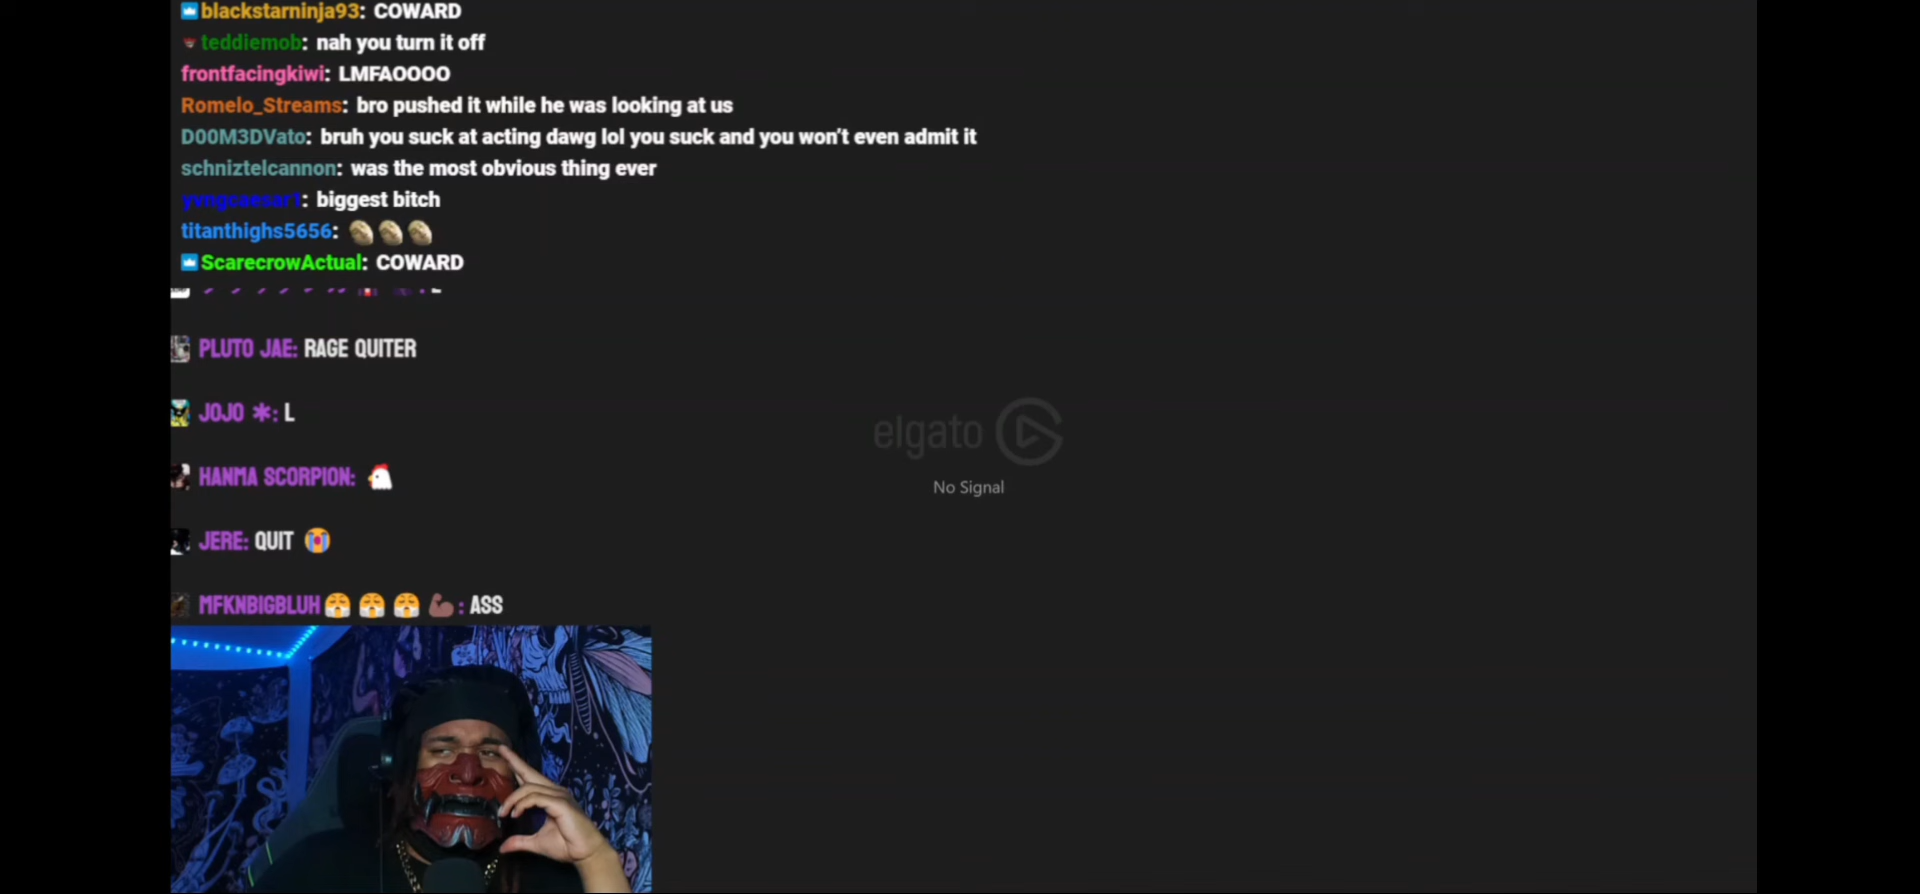 blackstarninja93: COWARD
teddiemob: nah you turn it off
frontfacingkiwi: LMFAOOOO
Romelo_Streams: bro pushed it while he was looking at us
D00M3DVato: bruh you suck at acting dawg lol you suck and you won’t even admit it
schniztelcannon: was the most obvious thing ever
yvngcaesar1: biggest bitch
titanthighs5656:
ScarecrowActual: COWARD
PLUTO JAE: RAGE QUITER
JOJO ✱: L
HANMA SCORPION: 🐔
JERE: QUIT 😭
MFKNBIGBLUH😤 😤 😤 💪🏾: ASS
elgato
No Signal